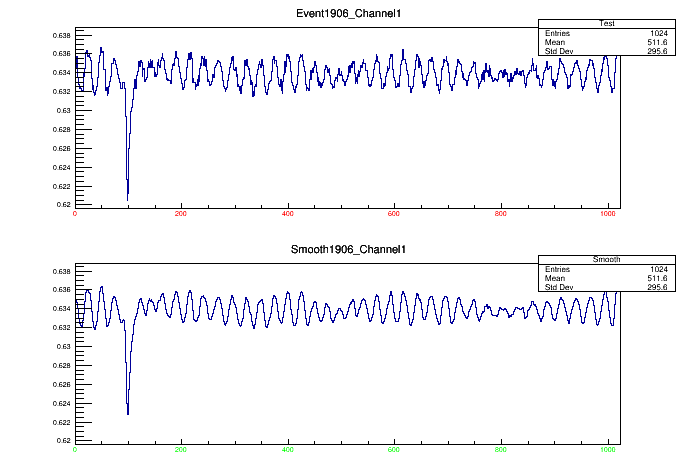 Event1906_Channel1
Test
Entries 1024
Mean 511.6
Std Dev 295.6
0.638
0.636
0.634
0.632
0.63
0.628
0.626
0.624
0.622
0.62
0 200 400 600 800 1000
Smooth1906_Channel1
Smooth
Entries 1024
Mean 511.6
Std Dev 295.6
0.638
0.636
0.634
0.632
0.63
0.628
0.626
0.624
0.622
0.62
0 200 400 600 800 1000